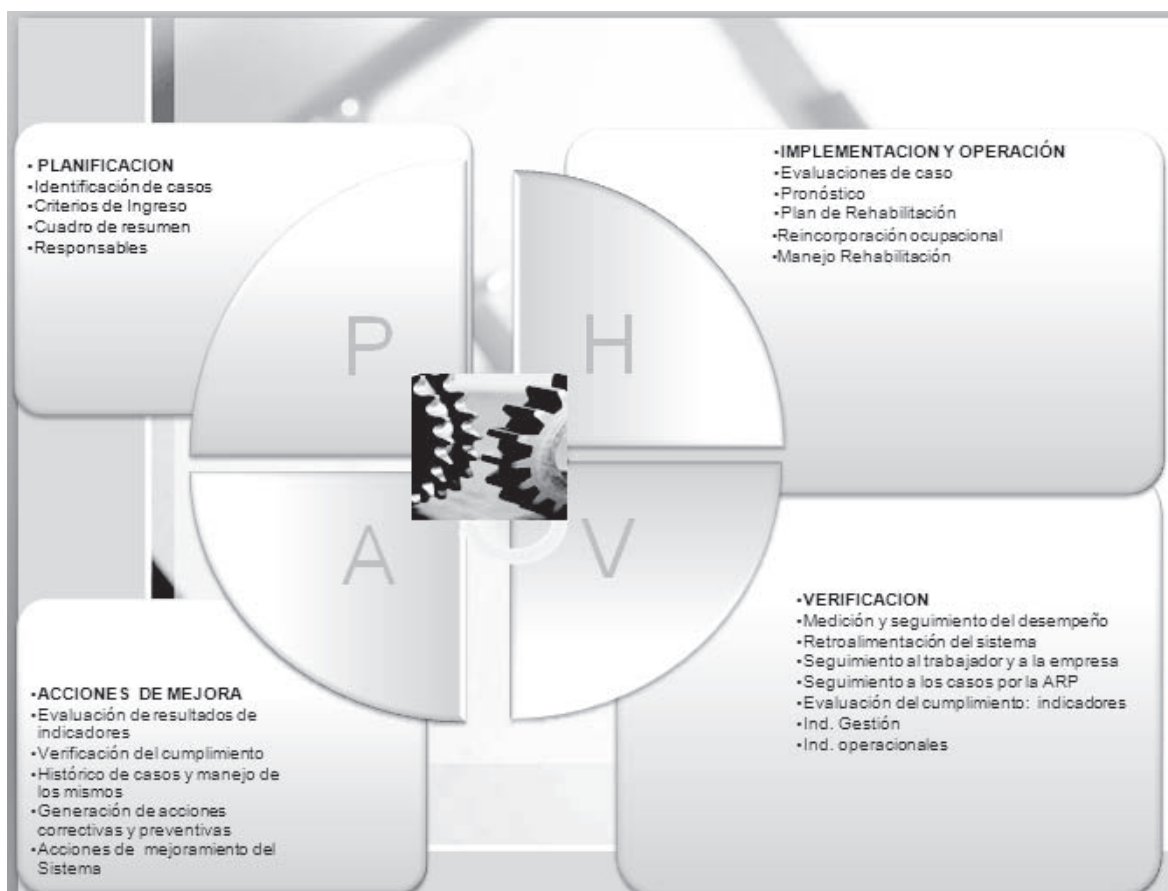 • PLANIFICACION
•Identificación de casos
•Criterios de Ingreso
•Cuadro de resumen
•Responsables
•IMPLEMENTACION Y OPERACIÓN
•Evaluaciones de caso
•Pronóstico
•Plan de Rehabilitación
•Reincorporación ocupacional
•Manejo Rehabilitación
P
H
A
V
•ACCIONES DE MEJORA
•Evaluación de resultados de
indicadores
•Verificación del cumplimiento
•Histórico de casos y manejo de
los mismos
•Generación de acciones
correctivas y preventivas
•Acciones de mejoramiento del
Sistema
•VERIFICACION
•Medición y seguimiento del desempeño
•Retroalimentación del sistema
•Seguimiento al trabajador y a la empresa
•Seguimiento a los casos por la ARP
•Evaluación del cumplimiento: indicadores
•Ind. Gestión
•Ind. operacionales